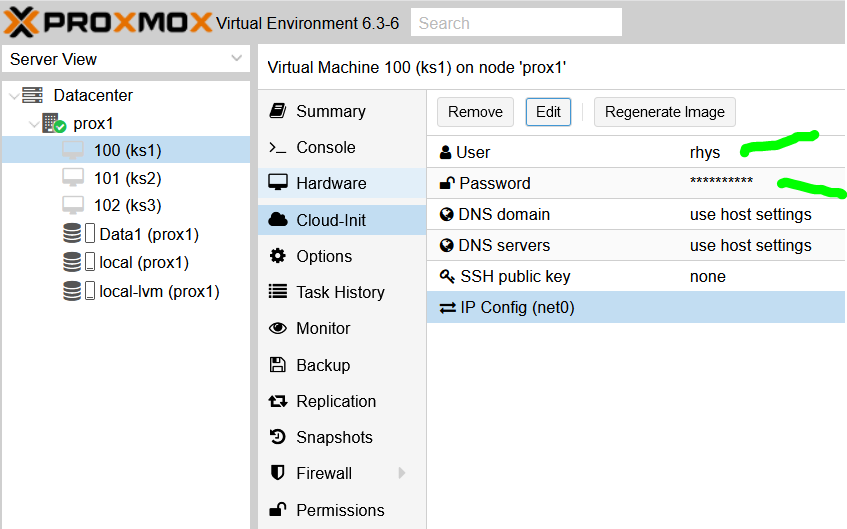 PROXMOX Virtual Environment 6.3-6 Search
Server View
Datacenter
prox1
100 (ks1)
101 (ks2)
102 (ks3)
Data1 (prox1)
local (prox1)
local-lvm (prox1)
Virtual Machine 100 (ks1) on node 'prox1'
Summary
Console
Hardware
Cloud-Init
Options
Task History
Monitor
Backup
Replication
Snapshots
Firewall
Permissions
Remove Edit Regenerate Image
User rhys
Password **********
DNS domain use host settings
DNS servers use host settings
SSH public key none
IP Config (net0)